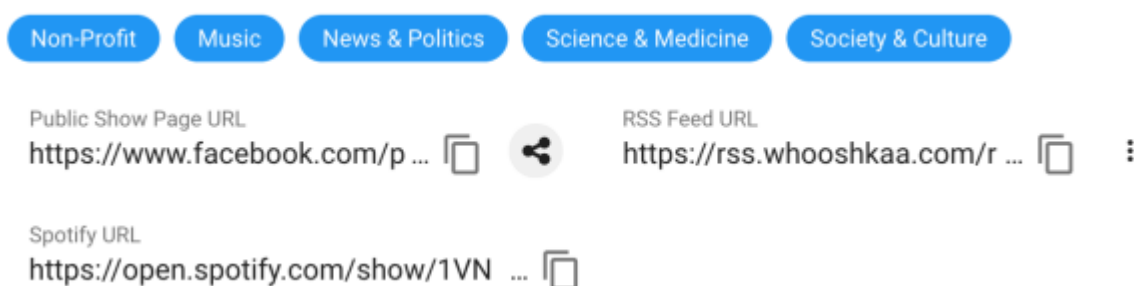 Non-Profit Music News & Politics Science & Medicine Society & Culture
Public Show Page URL
https://www.facebook.com/p ...
RSS Feed URL
https://rss.whooshkaa.com/r ...
Spotify URL
https://open.spotify.com/show/1VN ...